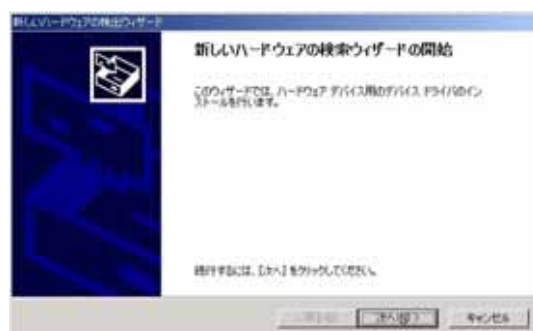 新しいハードウェアの検出ウィザード
新しいハードウェアの検索ウィザードの開始
このウィザードでは、ハードウェア デバイス用のデバイス ドライバのイン
ストールを行います。
続行するには、[次へ] をクリックしてください。
次へ(N) > キャンセル